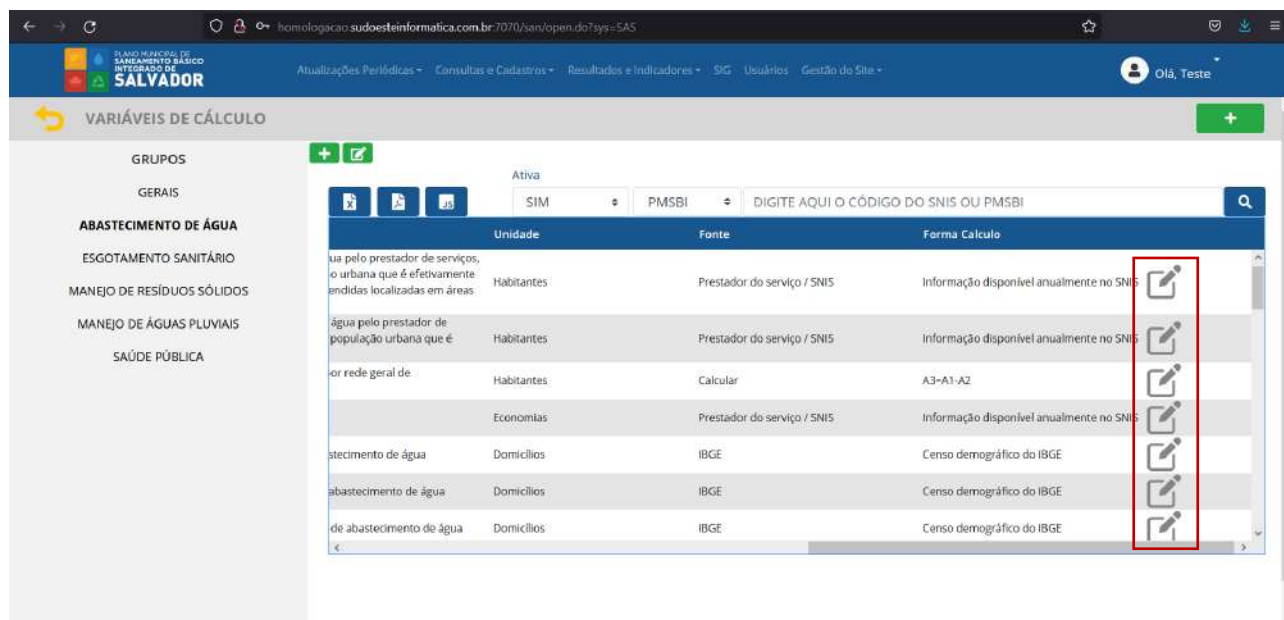 homologacao.sudoesteinformatica.com.br:7070/san/open.do?sys=SAS
PLANO MUNICIPAL DE
SANEAMENTO BÁSICO
INTEGRADO DE
SALVADOR
Atualizações Periódicas Consultas e Cadastros Resultados e Indicadores SIG Usuários Gestão do Site
Olá, Teste
VARIÁVEIS DE CÁLCULO
+
GRUPOS
GERAIS
ABASTECIMENTO DE ÁGUA
ESGOTAMENTO SANITÁRIO
MANEJO DE RESÍDUOS SÓLIDOS
MANEJO DE ÁGUAS PLUVIAIS
SAÚDE PÚBLICA
+
Ativa
JS
SIM PMSBI DIGITE AQUI O CÓDIGO DO SNIS OU PMSBI
Unidade Fonte Forma Calculo
ua pelo prestador de serviços,
o urbana que é efetivamente
endidas localizadas em áreas
Habitantes Prestador do serviço / SNIS Informação disponível anualmente no SNIS
água pelo prestador de
população urbana que é
Habitantes Prestador do serviço / SNIS Informação disponível anualmente no SNIS
or rede geral de
Habitantes Calcular A3=A1-A2
Economias Prestador do serviço / SNIS Informação disponível anualmente no SNIS
stecimento de água Domicílios IBGE Censo demográfico do IBGE
abastecimento de água Domicílios IBGE Censo demográfico do IBGE
de abastecimento de água Domicílios IBGE Censo demográfico do IBGE